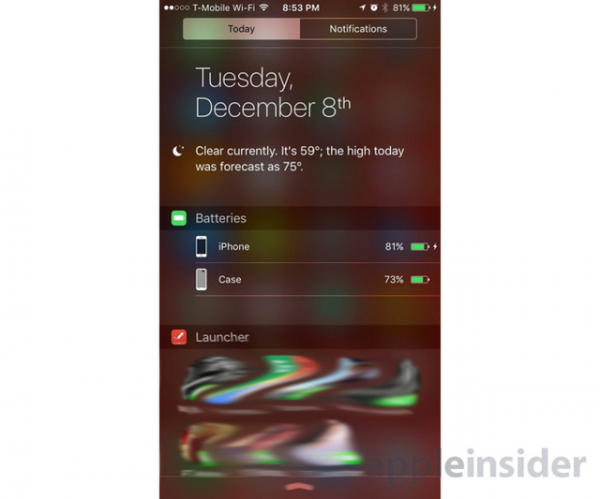 T-Mobile Wi-Fi 8:53 PM 81%
Today Notifications
Tuesday,
December 8th
Clear currently. It's 59°; the high today
was forecast as 75°.
Batteries
iPhone 81%
Case 73%
Launcher
appleinsider